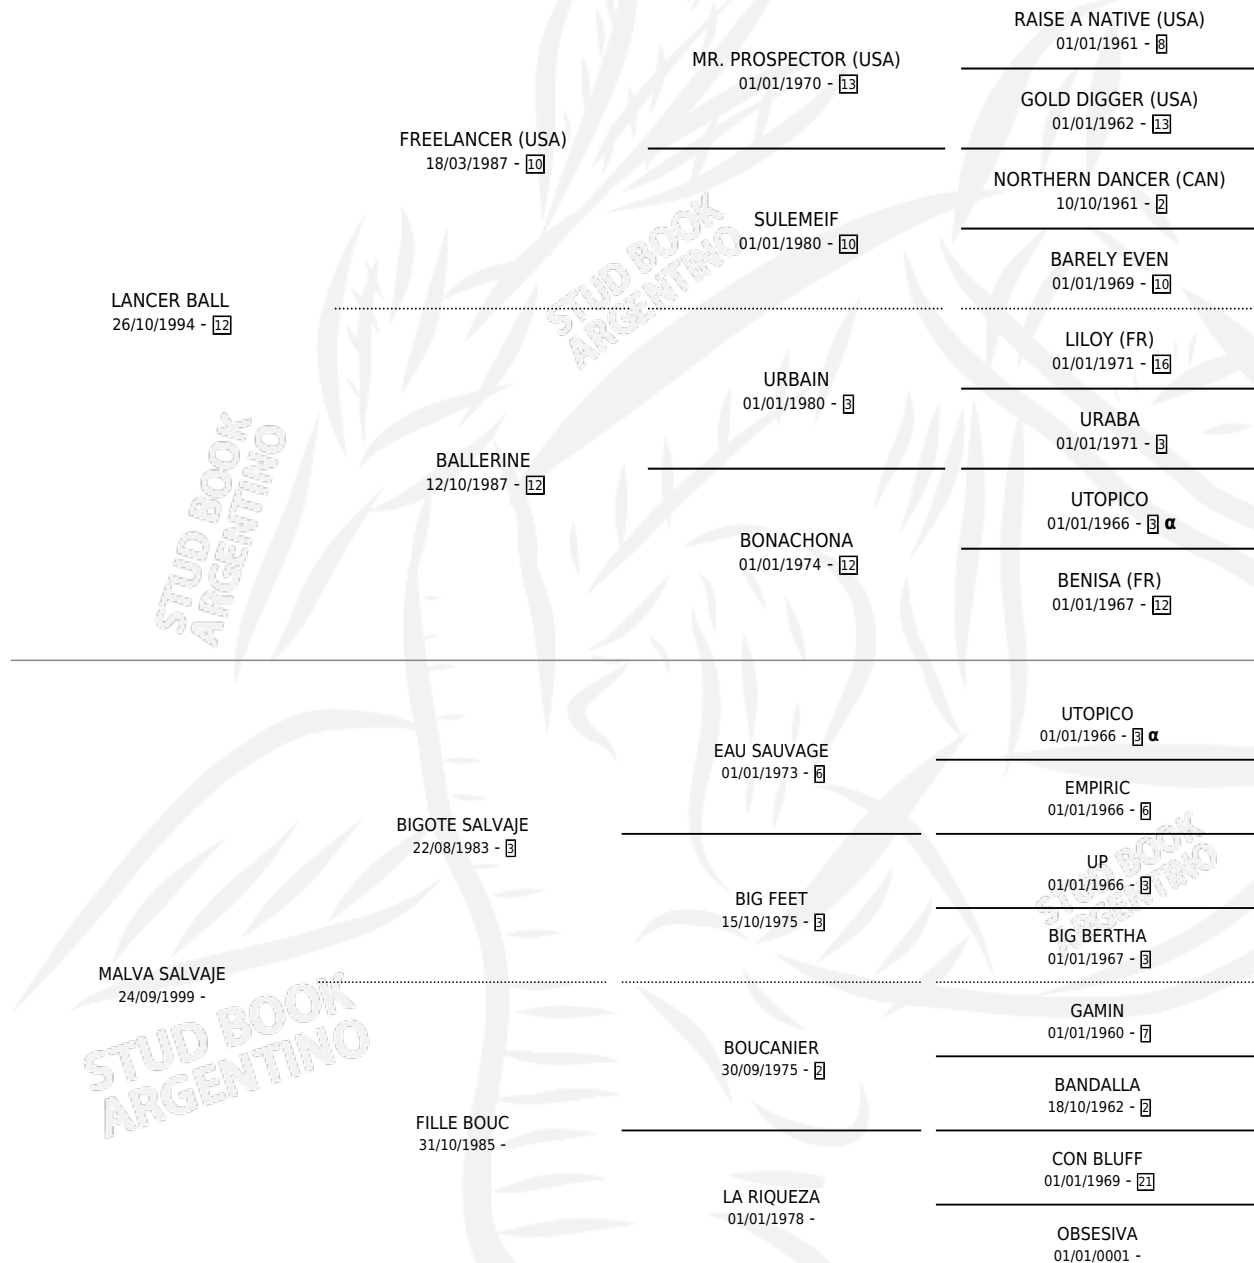 RAISE A NATIVE (USA)
01/01/1961 - 8
MR. PROSPECTOR (USA)
01/01/1970 - 13
GOLD DIGGER (USA)
01/01/1962 - 13
FREELANCER (USA)
18/03/1987 - 10
NORTHERN DANCER (CAN)
10/10/1961 - 2
SULEMEIF
01/01/1980 - 10
BARELY EVEN
01/01/1969 - 10
LANCER BALL
26/10/1994 - 12
LILOY (FR)
01/01/1971 - 16
URBAIN
01/01/1980 - 3
URABA
01/01/1971 - 3
BALLERINE
12/10/1987 - 12
UTOPICO
01/01/1966 - 3 α
BONACHONA
01/01/1974 - 12
BENISA (FR)
01/01/1967 - 12
UTOPICO
01/01/1966 - 3 α
EAU SAUVAGE
01/01/1973 - 6
EMPIRIC
01/01/1966 - 6
BIGOTE SALVAJE
22/08/1983 - 3
UP
01/01/1966 - 3
BIG FEET
15/10/1975 - 3
BIG BERTHA
01/01/1967 - 3
MALVA SALVAJE
24/09/1999 -
GAMIN
01/01/1960 - 7
BOUCANIER
30/09/1975 - 2
BANDALLA
18/10/1962 - 2
FILLE BOUC
31/10/1985 -
CON BLUFF
01/01/1969 - 21
LA RIQUEZA
01/01/1978 -
OBSESIVA
01/01/0001 -
STUD BOOK
ARGENTINO
STUD BOOK
ARGENTINO
STUD BOOK
ARGENTINO
STUD BOOK
ARGENTINO